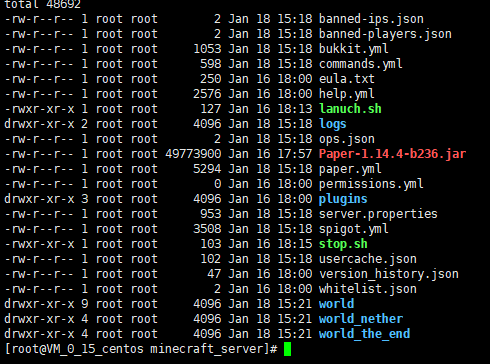 total 48692
-rw-r--r-- 1 root root 2 Jan 18 15:18 banned-ips.json
-rw-r--r-- 1 root root 2 Jan 18 15:18 banned-players.json
-rw-r--r-- 1 root root 1053 Jan 18 15:18 bukkit.yml
-rw-r--r-- 1 root root 598 Jan 18 15:18 commands.yml
-rw-r--r-- 1 root root 250 Jan 16 18:00 eula.txt
-rw-r--r-- 1 root root 2576 Jan 16 18:00 help.yml
-rwxr-xr-x 1 root root 127 Jan 16 18:13 lanuch.sh
drwxr-xr-x 2 root root 4096 Jan 18 15:18 logs
-rw-r--r-- 1 root root 2 Jan 18 15:18 ops.json
-rw-r--r-- 1 root root 49773900 Jan 16 17:57 Paper-1.14.4-b236.jar
-rw-r--r-- 1 root root 5294 Jan 18 15:18 paper.yml
-rw-r--r-- 1 root root 0 Jan 16 18:00 permissions.yml
drwxr-xr-x 3 root root 4096 Jan 16 18:00 plugins
-rw-r--r-- 1 root root 953 Jan 18 15:18 server.properties
-rw-r--r-- 1 root root 3508 Jan 18 15:18 spigot.yml
-rwxr-xr-x 1 root root 103 Jan 16 18:15 stop.sh
-rw-r--r-- 1 root root 102 Jan 18 15:18 usercache.json
-rw-r--r-- 1 root root 47 Jan 16 18:00 version_history.json
-rw-r--r-- 1 root root 2 Jan 16 18:00 whitelist.json
drwxr-xr-x 9 root root 4096 Jan 18 15:21 world
drwxr-xr-x 4 root root 4096 Jan 18 15:21 world_nether
drwxr-xr-x 4 root root 4096 Jan 18 15:21 world_the_end
[root@VM_0_15_centos minecraft_server]#